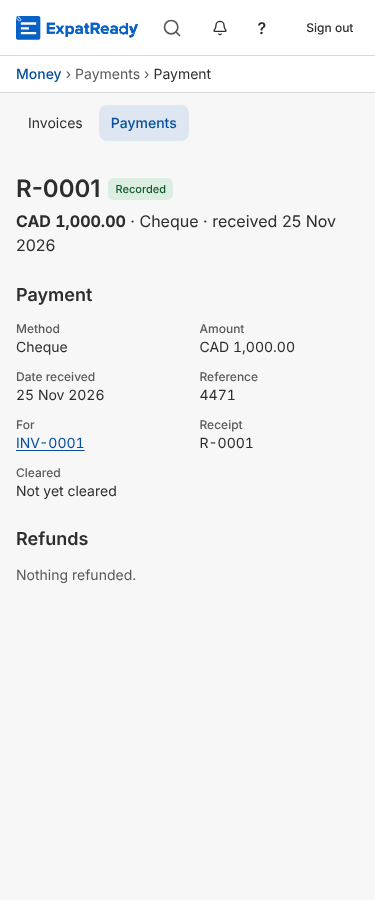 ExpatReady ? Sign out
Money › Payments › Payment
Invoices Payments
R-0001 Recorded
CAD 1,000.00 · Cheque · received 25 Nov
2026
Payment
Method Amount
Cheque CAD 1,000.00
Date received Reference
25 Nov 2026 4471
For Receipt
INV-0001 R-0001
Cleared
Not yet cleared
Refunds
Nothing refunded.